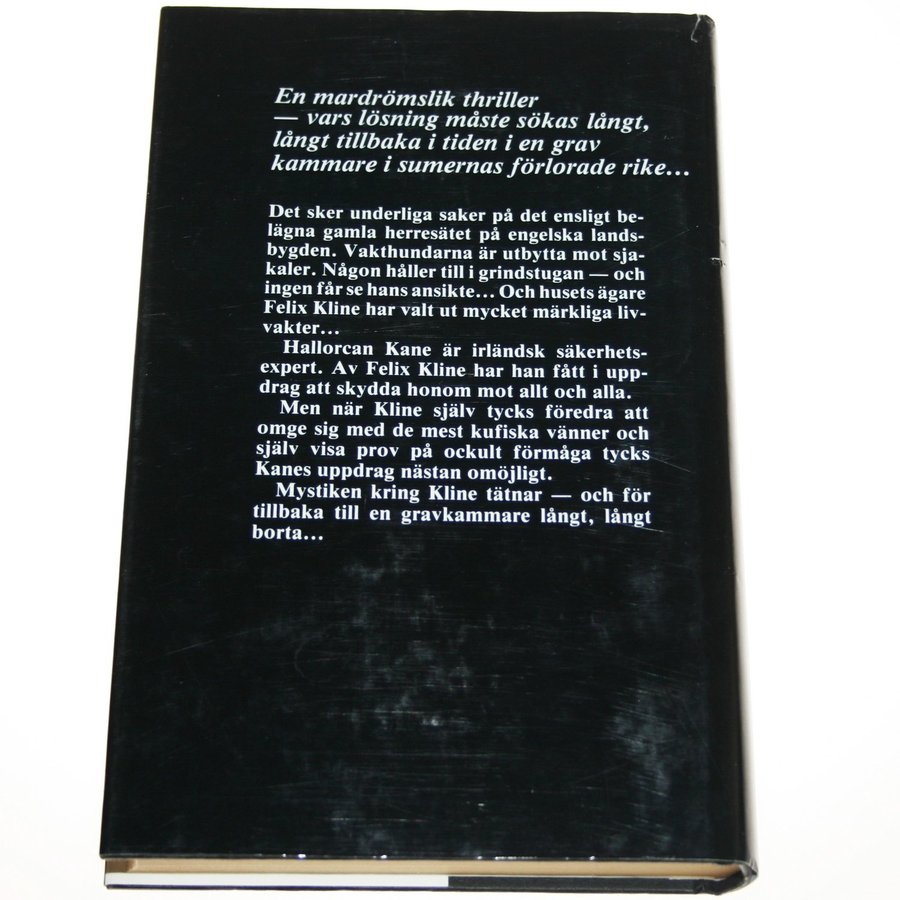 En mardrömslik thriller
— vars lösning måste sökas långt,
långt tillbaka i tiden i en grav
kammare i sumernas förlorade rike...
Det sker underliga saker på det ensligt be-
lägna gamla herresätet på engelska lands-
bygden. Vakthundarna är utbytta mot sja-
kaler. Någon håller till i grindstugan — och
ingen får se hans ansikte... Och husets ägare
Felix Kline har valt ut mycket märkliga liv-
vakter...
Hallorcan Kane är irländsk säkerhets-
expert. Av Felix Kline har han fått i upp-
drag att skydda honom mot allt och alla.
Men när Kline själv tycks föredra att
omge sig med de mest kufiska vänner och
själv visa prov på ockult förmåga tycks
Kanes uppdrag nästan omöjligt.
Mystiken kring Kline tätnar — och för
tillbaka till en gravkammare långt, långt
borta...